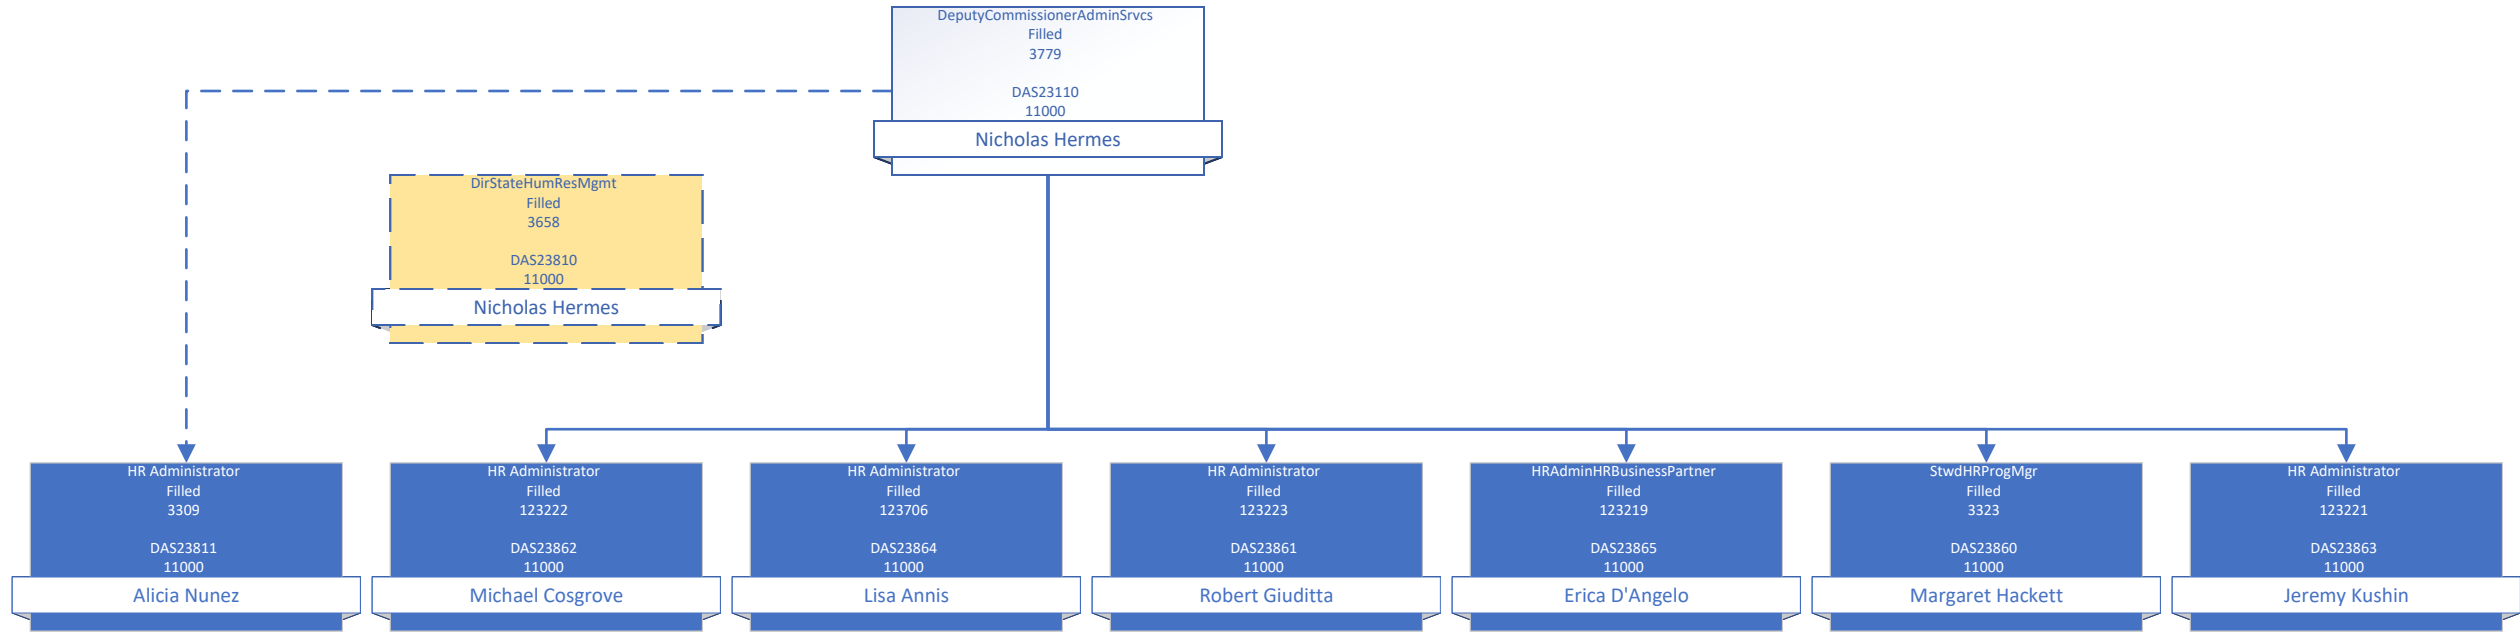 DeputyCommissionerAdminSrvcs
Filled
3779
DAS23110
11000
Nicholas Hermes
DirStateHumResMgmt
Filled
3658
DAS23810
11000
Nicholas Hermes
HR Administrator
Filled
3309
DAS23811
11000
Alicia Nunez
HR Administrator
Filled
123222
DAS23862
11000
Michael Cosgrove
HR Administrator
Filled
123706
DAS23864
11000
Lisa Annis
HR Administrator
Filled
123223
DAS23861
11000
Robert Giuditta
HRAdminHRBusinessPartner
Filled
123219
DAS23865
11000
Erica D'Angelo
StwdHRProgMgr
Filled
3323
DAS23860
11000
Margaret Hackett
HR Administrator
Filled
123221
DAS23863
11000
Jeremy Kushin